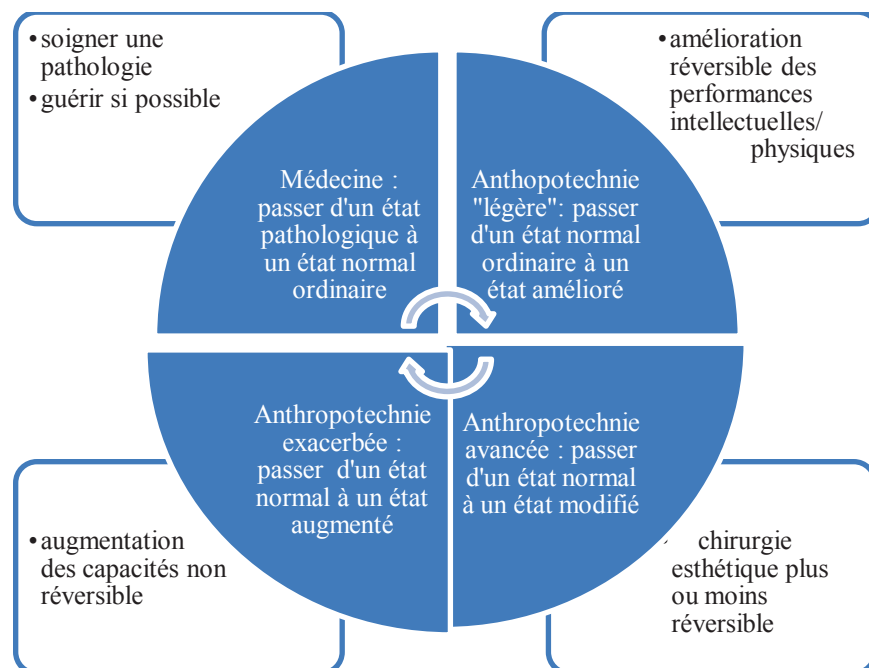 •soigner une
pathologie
•guérir si possible
•amélioration
réversible des
performances
intellectuelles/
physiques
Médecine :
passer d'un état
pathologique à
un état normal
ordinaire
Anthopotechnie
"légère": passer
d'un état normal
ordinaire à un
état amélioré
Anthropotechnie
exacerbée :
passer d'un état
normal à un état
augmenté
Anthropotechnie
avancée : passer
d'un état normal
à un état modifié
•augmentation
des capacités non
réversible
• chirurgie
esthétique plus
ou moins
réversible